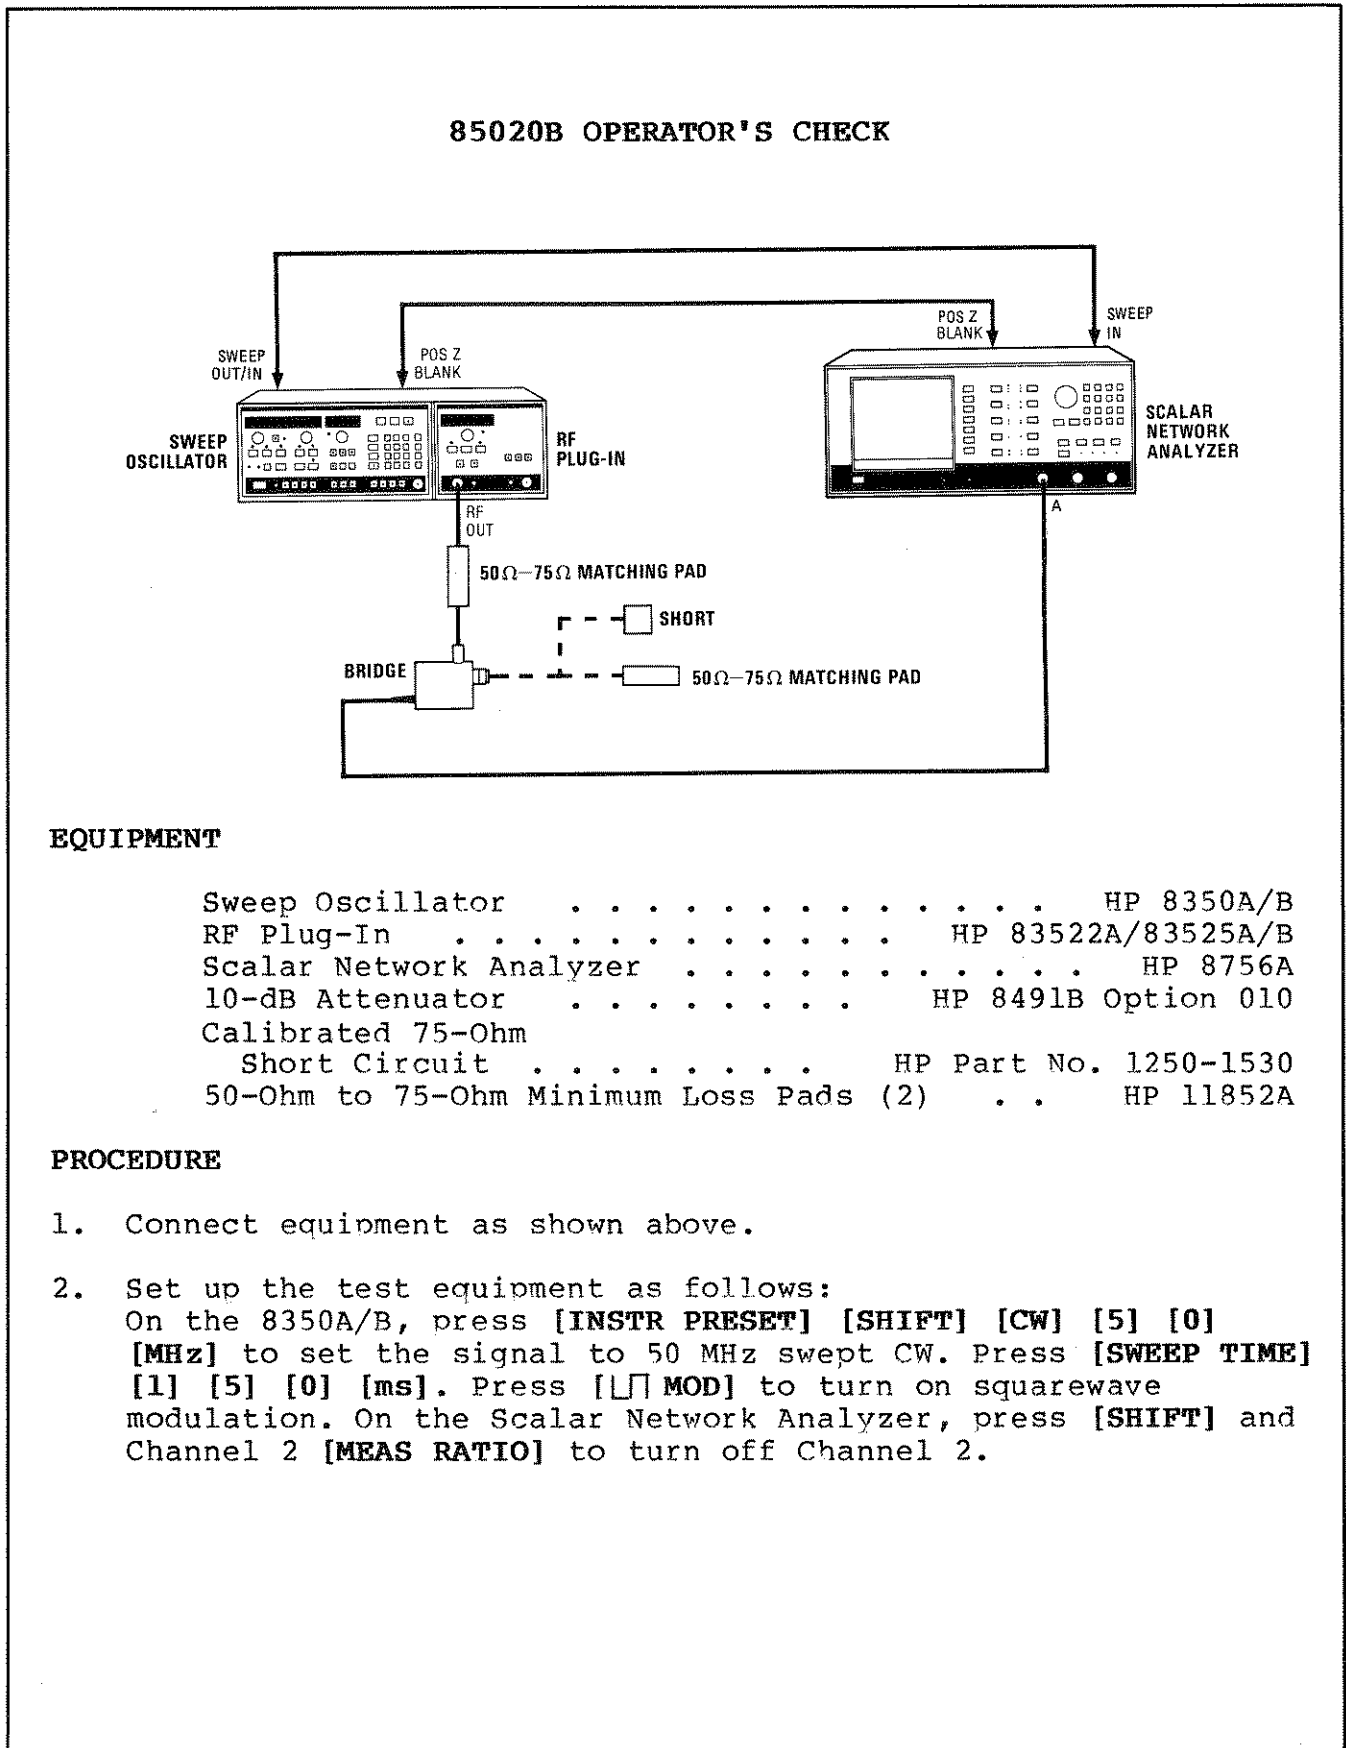 85020B OPERATOR'S CHECK
SWEEP
OUT/IN
POS Z
BLANK
POS Z
BLANK
SWEEP
IN
SWEEP
OSCILLATOR
RF
PLUG-IN
SCALAR
NETWORK
ANALYZER
RF
OUT
A
50Ω–75Ω MATCHING PAD
SHORT
BRIDGE
50Ω–75Ω MATCHING PAD
EQUIPMENT
Sweep Oscillator . . . . . . . . . . . . . HP 8350A/B
RF Plug-In . . . . . . . . . . . . HP 83522A/83525A/B
Scalar Network Analyzer . . . . . . . . . . . HP 8756A
10-dB Attenuator . . . . . . . . HP 8491B Option 010
Calibrated 75-Ohm
Short Circuit . . . . . . . . HP Part No. 1250-1530
50-Ohm to 75-Ohm Minimum Loss Pads (2) . . HP 11852A
PROCEDURE
1. Connect equipment as shown above.
2. Set up the test equipment as follows:
On the 8350A/B, press [INSTR PRESET] [SHIFT] [CW] [5] [0]
[MHz] to set the signal to 50 MHz swept CW. Press [SWEEP TIME]
[1] [5] [0] [ms]. Press [⊔⊓ MOD] to turn on squarewave
modulation. On the Scalar Network Analyzer, press [SHIFT] and
Channel 2 [MEAS RATIO] to turn off Channel 2.